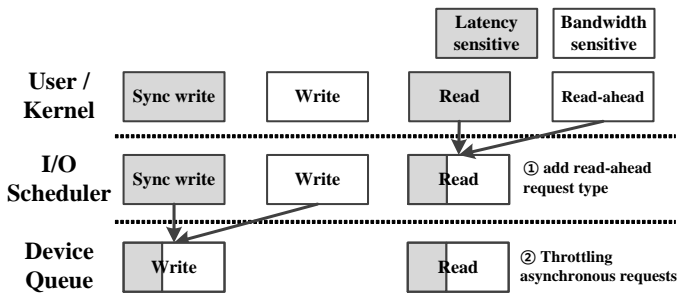 Latency
sensitive
Bandwidth
sensitive
User /
Kernel
Sync write
Write
Read
Read-ahead
I/O
Scheduler
Sync write
Write
Read
① add read-ahead
request type
Device
Queue
Write
Read
② Throttling
asynchronous requests